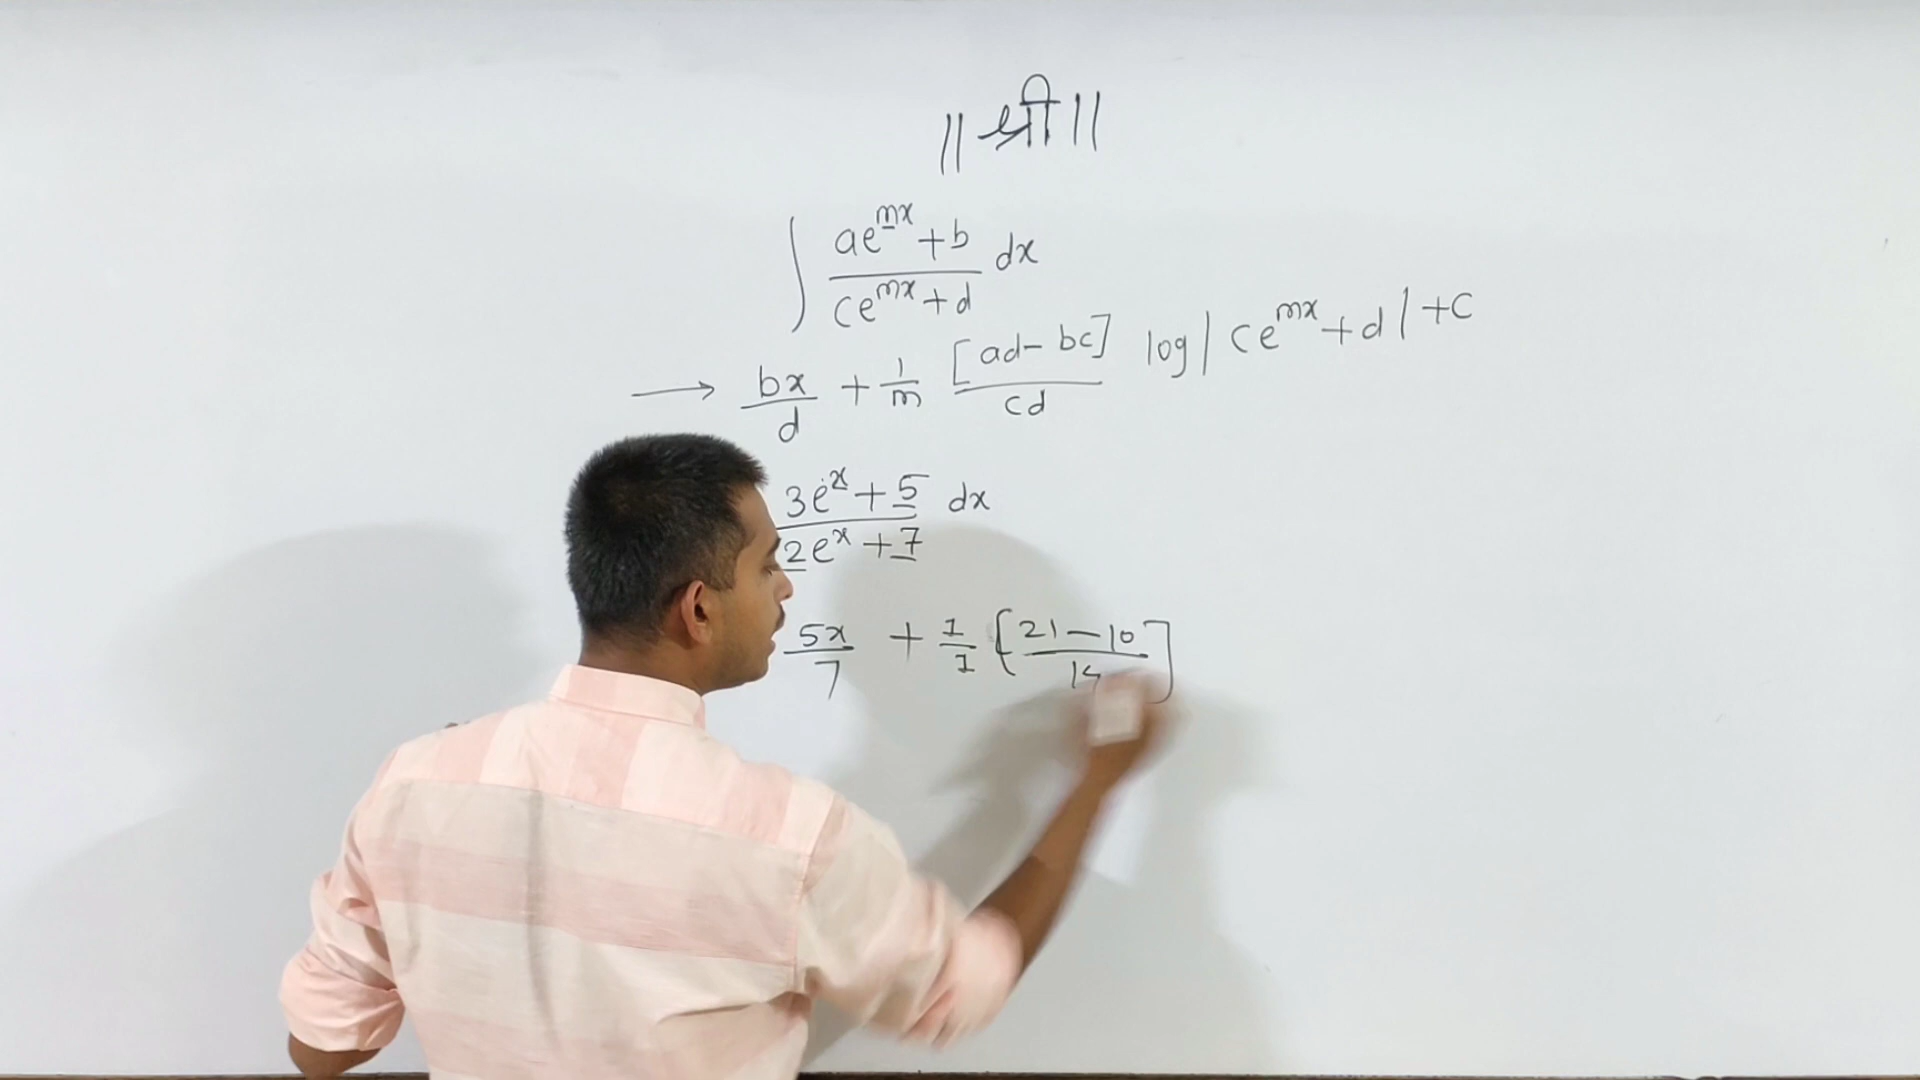 ॥ श्री ॥
∫ ae^{mx} + b / ce^{mx} + d dx
→ bx/d + 1/m [ad - bc]/cd log | ce^{mx} + d | + C
3e^x + 5 / 2e^x + 7 dx
5x/7 + 1/1 [21 - 10 / 14]